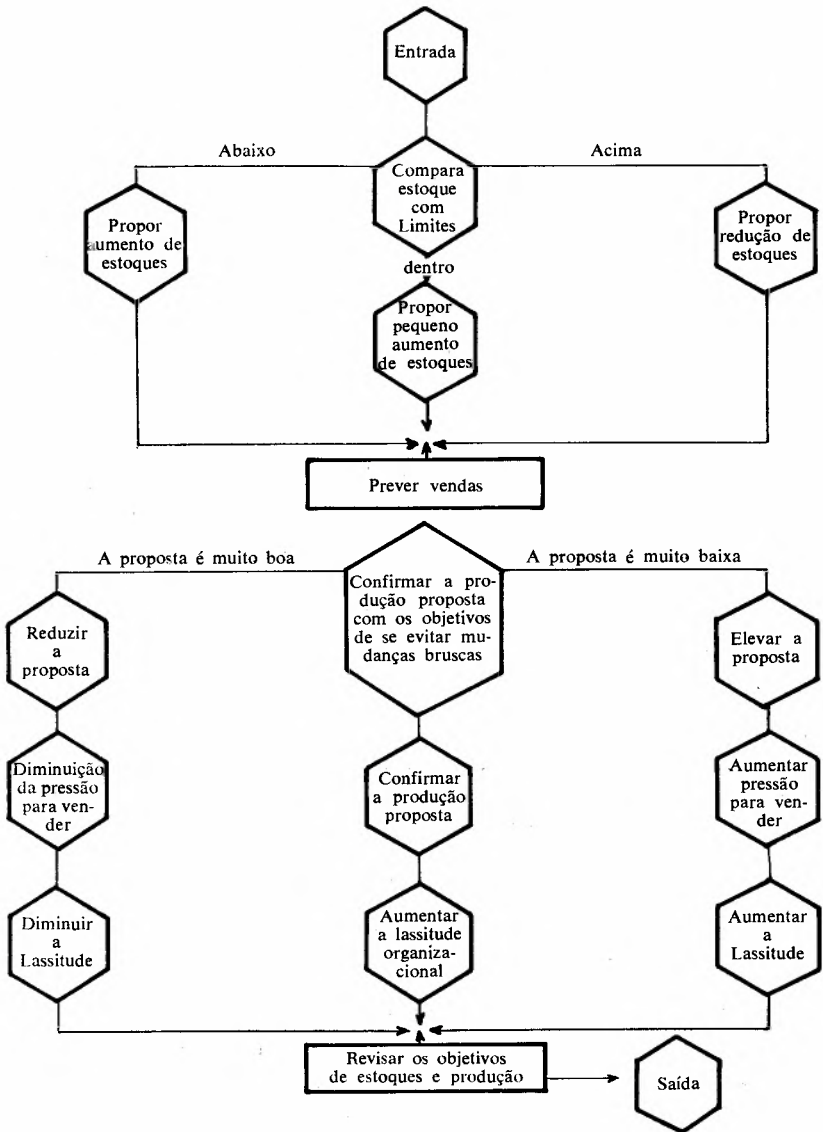 Entrada
Abaixo
Acima
Compara
estoque
com
Limites
Propor
aumento de
estoques
Propor
redução de
estoques
dentro
Propor
pequeno
aumento
de estoques
Prever vendas
A proposta é muito boa
A proposta é muito baixa
Confirmar a pro-
dução proposta
com os objetivos
de se evitar mu-
danças bruscas
Reduzir
a
proposta
Elevar a
proposta
Diminuição
da pressão
para ven-
der
Confirmar
a produção
proposta
Aumentar
pressão
para ven-
der
Diminuir
a
Lassitude
Aumentar
a lassitude
organiza-
cional
Aumentar
a
Lassitude
Revisar os objetivos
de estoques e produção
Saída